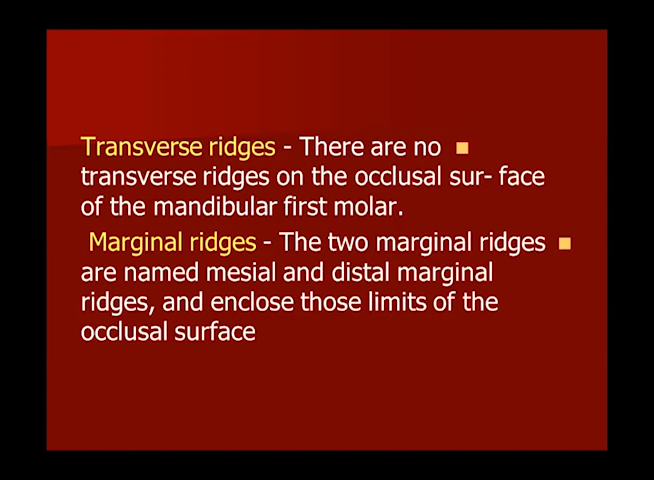 Transverse ridges - There are no
transverse ridges on the occlusal sur- face
of the mandibular first molar.
Marginal ridges - The two marginal ridges
are named mesial and distal marginal
ridges, and enclose those limits of the
occlusal surface